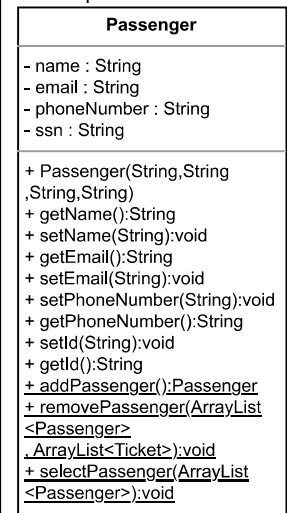 Passenger
- name : String
- email : String
- phoneNumber : String
- ssn : String
+ Passenger(String,String
,String,String)
+ getName():String
+ setName(String):void
+ getEmail():String
+ setEmail(String):void
+ setPhoneNumber(String):void
+ getPhoneNumber():String
+ setId(String):void
+ getId():String
+ addPassenger():Passenger
+ removePassenger(ArrayList
<Passenger>
, ArrayList<Ticket>):void
+ selectPassenger(ArrayList
<Passenger>):void